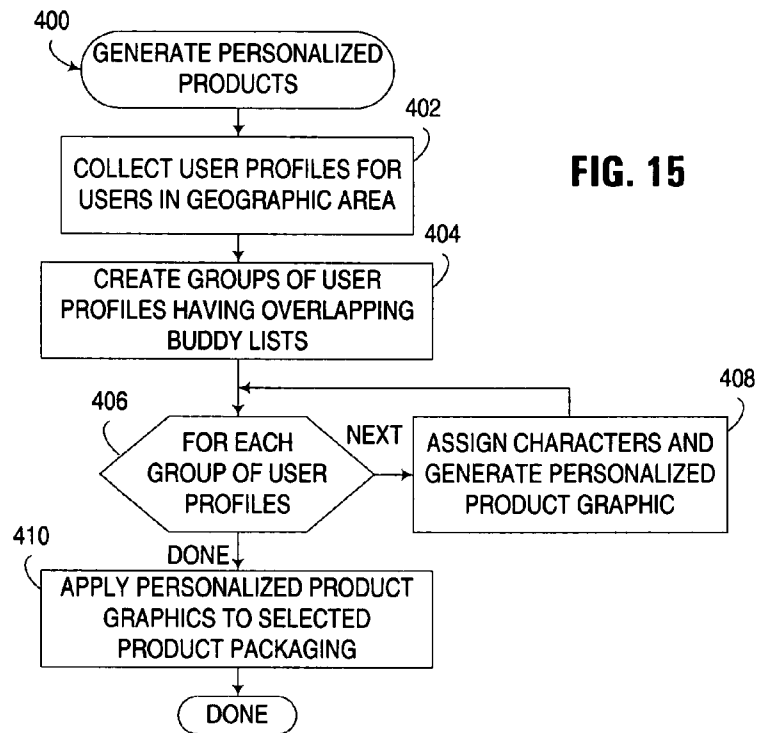 400
GENERATE PERSONALIZED
PRODUCTS
402
COLLECT USER PROFILES FOR
USERS IN GEOGRAPHIC AREA
FIG. 15
404
CREATE GROUPS OF USER
PROFILES HAVING OVERLAPPING
BUDDY LISTS
406
FOR EACH
GROUP OF USER
PROFILES
NEXT
408
ASSIGN CHARACTERS AND
GENERATE PERSONALIZED
PRODUCT GRAPHIC
DONE
410
APPLY PERSONALIZED PRODUCT
GRAPHICS TO SELECTED
PRODUCT PACKAGING
DONE